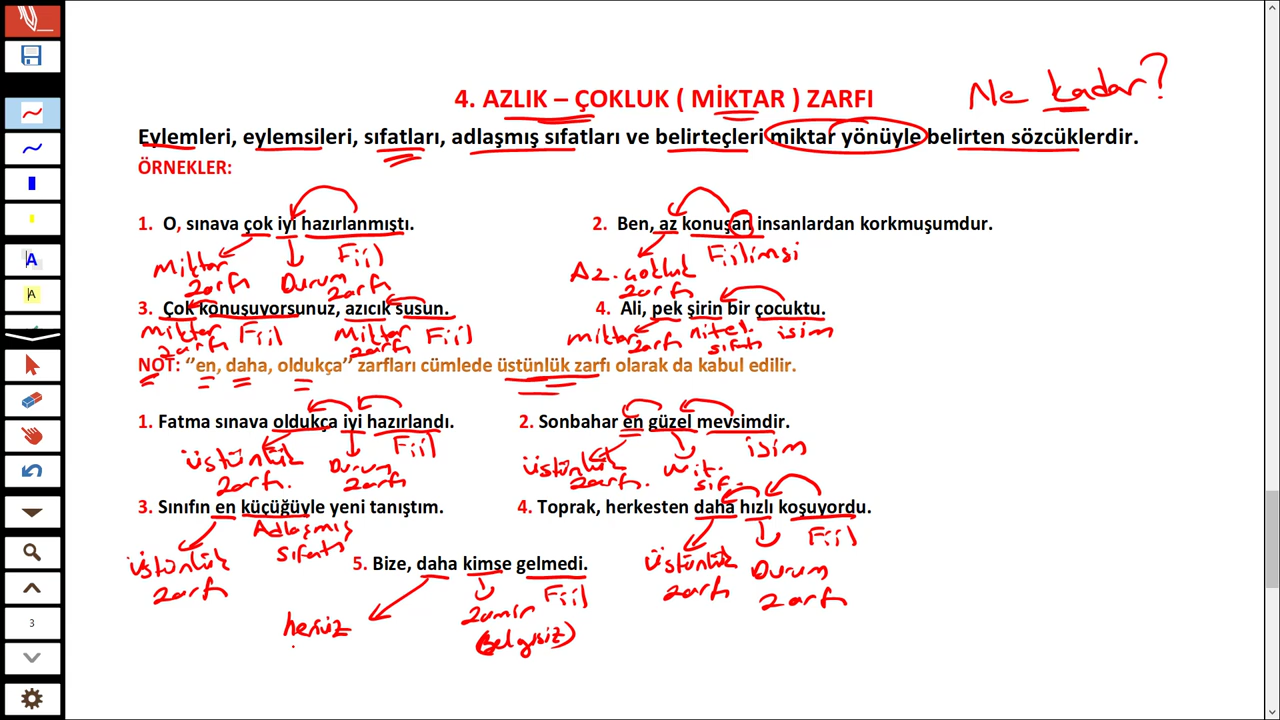 4. AZLIK – ÇOKLUK ( MİKTAR ) ZARFI
Ne kadar?
Eylemleri, eylemsileri, sıfatları, adlaşmış sıfatları ve belirteçleri miktar yönüyle belirten sözcüklerdir.
ÖRNEKLER:
1. O, sınava çok iyi hazırlanmıştı.
Miktar zarfı
Durum zarfı
Fiil
2. Ben, az konuşan insanlardan korkmuşumdur.
Az-çokluk zarfı
Fiilimsi
3. Çok konuşuyorsunuz, azıcık susun.
Miktar zarfı
Fiil
Miktar zarfı
Fiil
4. Ali, pek şirin bir çocuktu.
miktar zarfı
nitel. sıfatı
isim
NOT: ‘’en, daha, oldukça’’ zarfları cümlede üstünlük zarfı olarak da kabul edilir.
1. Fatma sınava oldukça iyi hazırlandı.
üstünlük zarfı.
Durum zarfı
Fiil
2. Sonbahar en güzel mevsimdir.
üstünlük zarfı.
nit. sıf.
isim
3. Sınıfın en küçüğüyle yeni tanıştım.
üstünlük zarfı
Adlaşmış sıfatı
4. Toprak, herkesten daha hızlı koşuyordu.
üstünlük zarfı
Durum zarfı
Fiil
5. Bize, daha kimse gelmedi.
henüz
zamir (Belgisiz)
Fiil
A
A
3